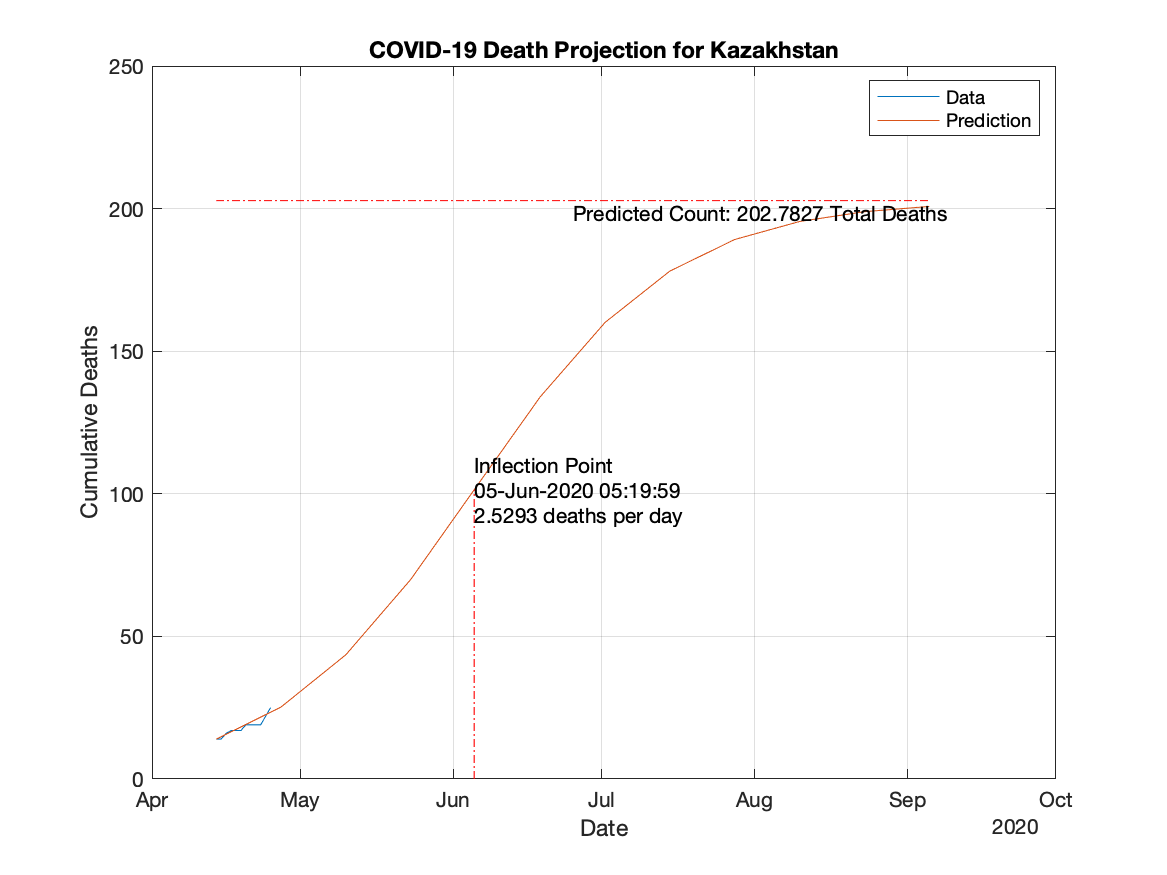 COVID-19 Death Projection for Kazakhstan
250
Data
Prediction
200
Predicted Count: 202.7827 Total Deaths
150
Cumulative Deaths
Inflection Point
100
05-Jun-2020 05:19:59
2.5293 deaths per day
50
0
Apr May Jun Jul Aug Sep Oct
Date
2020